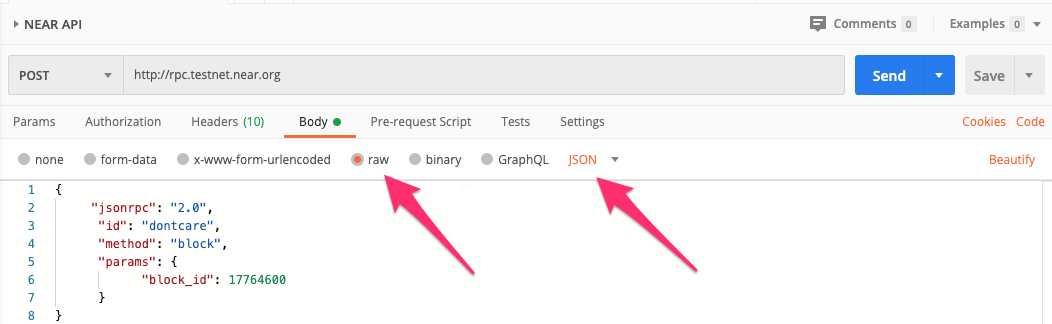 NEAR API Comments 0 Examples 0
POST http://rpc.testnet.near.org Send Save
Params Authorization Headers (10) Body Pre-request Script Tests Settings Cookies Code
none form-data x-www-form-urlencoded raw binary GraphQL JSON Beautify
1 {
2 "jsonrpc": "2.0",
3 "id": "dontcare",
4 "method": "block",
5 "params": {
6 "block_id": 17764600
7 }
8 }